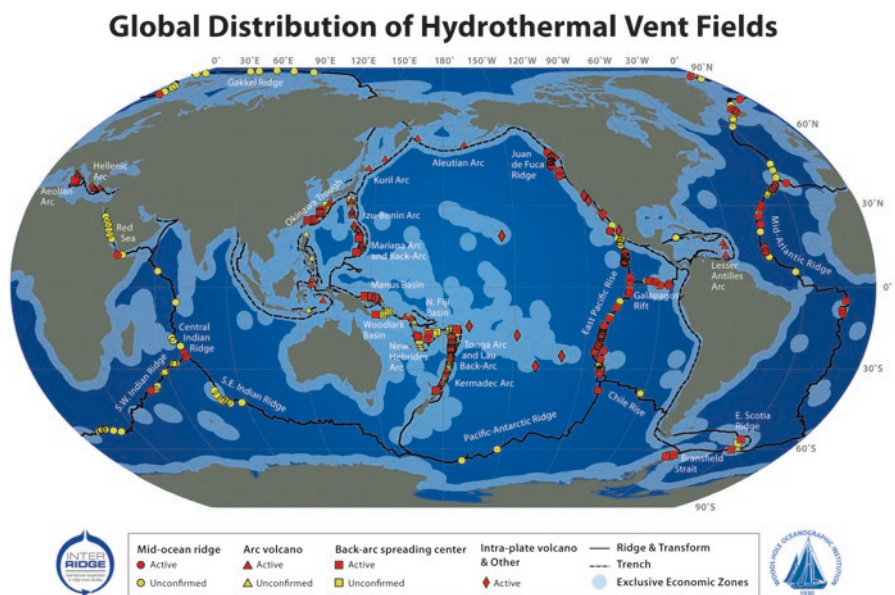 Global Distribution of Hydrothermal Vent Fields
0° 30°E 60°E 90°E 120°E 150°E 180°E 150°W 120°W 90°W 60°W 30°W 0° 90°N
Gakkel Ridge
60°N
Aleutian Arc
Juan
de Fuca
Ridge
Kuril Arc
Hellenic
Arc
Aeolian
Arc
Okinawa Trough
30°N
Izu-Bonin Arc
Red
Sea
Mariana Arc
and Back-Arc
Mid-Atlantic Ridge
Lesser
Antilles
Arc
Manus Basin
0°
N. Fiji
Basin
Galápagos
Rift
East Pacific Rise
Woodlark
Basin
Central
Indian
Ridge
New
Hebrides
Arc
Tonga Arc
and Lau
Back-Arc
30°S
Kermadec Arc
S.W. Indian Ridge
S.E. Indian Ridge
Chile Rise
E. Scotia
Ridge
Pacific-Antarctic Ridge
60°S
Bransfield
Strait
90°S
INTER
RIDGE
Mid-ocean ridge
Active
Unconfirmed
Arc volcano
Active
Unconfirmed
Back-arc spreading center
Active
Unconfirmed
Intra-plate volcano
& Other
Active
Ridge & Transform
Trench
Exclusive Economic Zones
WOODS HOLE OCEANOGRAPHIC INSTITUTION
1930